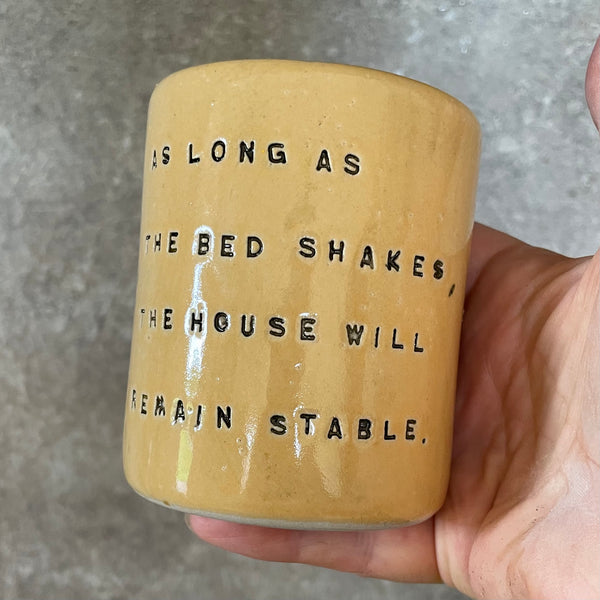 AS LONG AS
THE BED SHAKES,
THE HOUSE WILL
REMAIN STABLE.